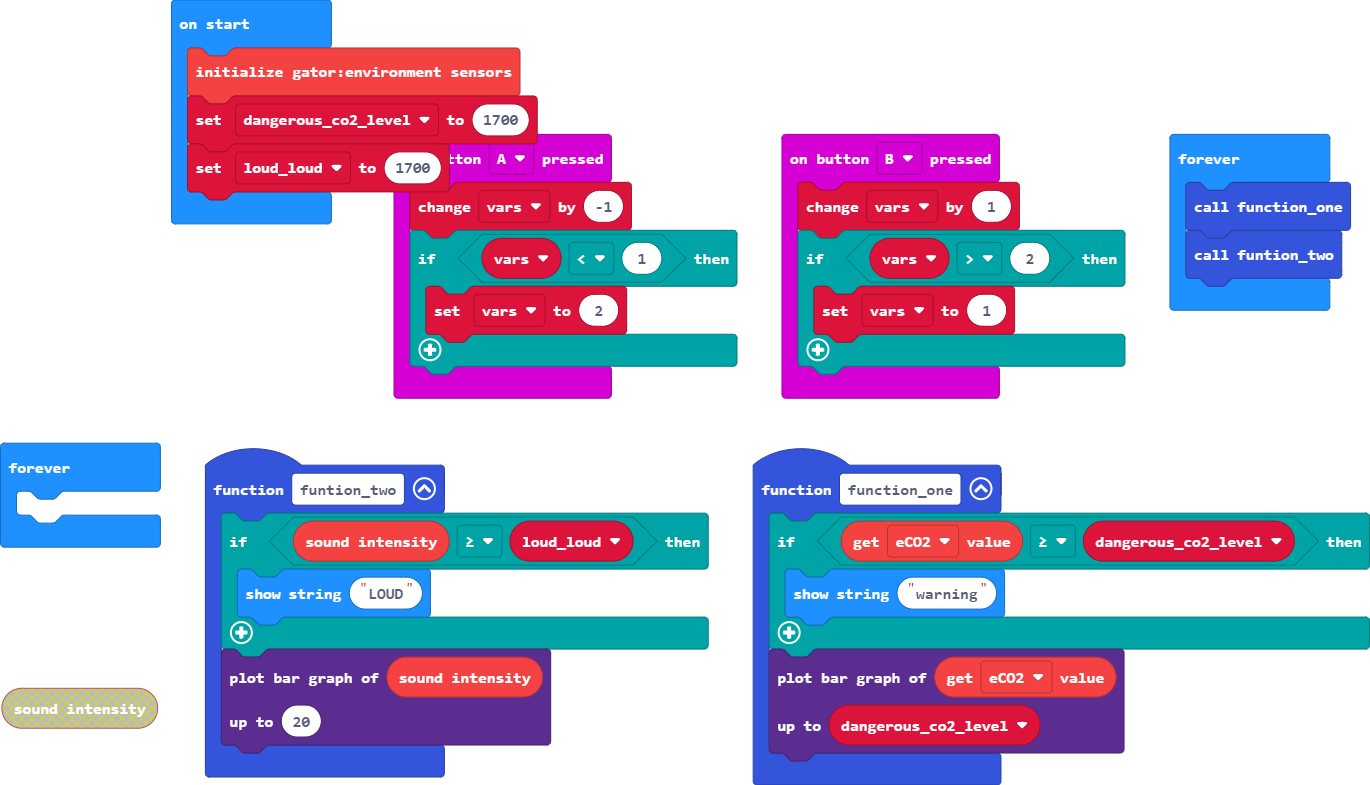 on start
initialize gator:environment sensors
set dangerous_co2_level to 1700
set loud_loud to 1700
tton A pressed
change vars by -1
if vars < 1 then
set vars to 2
on button B pressed
change vars by 1
if vars > 2 then
set vars to 1
forever
call function_one
call funtion_two
forever
sound intensity
function funtion_two
if sound intensity ≥ loud_loud then
show string "LOUD"
plot bar graph of sound intensity
up to 20
function function_one
if get eCO2 value ≥ dangerous_co2_level then
show string "warning"
plot bar graph of get eCO2 value
up to dangerous_co2_level